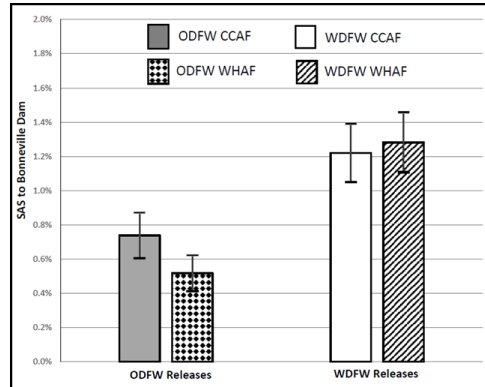 2.0%
1.8%
1.6%
1.4%
1.2%
1.0%
0.8%
0.6%
0.4%
0.2%
0.0%
SAS to Bonneville Dam
ODFW CCAF
WDFW CCAF
ODFW WHAF
WDFW WHAF
ODFW Releases
WDFW Releases